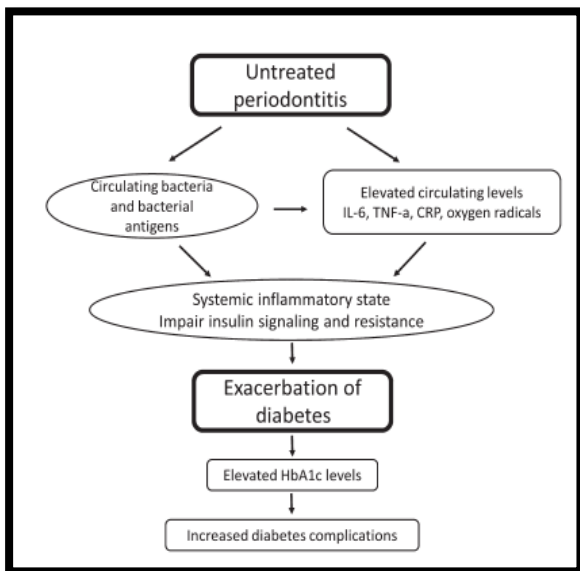 Untreated
periodontitis
Circulating bacteria
and bacterial
antigens
Elevated circulating levels
IL-6, TNF-a, CRP, oxygen radicals
Systemic inflammatory state
Impair insulin signaling and resistance
Exacerbation of
diabetes
Elevated HbA1c levels
Increased diabetes complications